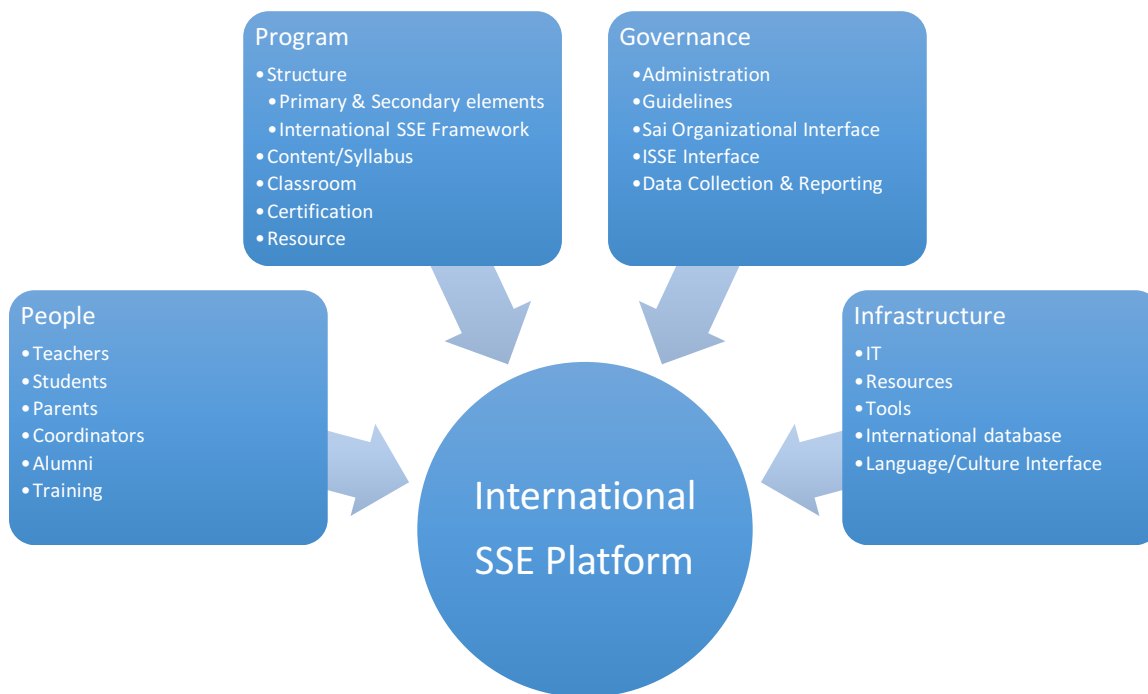 Program
•Structure
•Primary & Secondary elements
•International SSE Framework
•Content/Syllabus
•Classroom
•Certification
•Resource
Governance
•Administration
•Guidelines
•Sai Organizational Interface
•ISSE Interface
•Data Collection & Reporting
People
•Teachers
•Students
•Parents
•Coordinators
•Alumni
•Training
Infrastructure
•IT
•Resources
•Tools
•International database
•Language/Culture Interface
International
SSE Platform